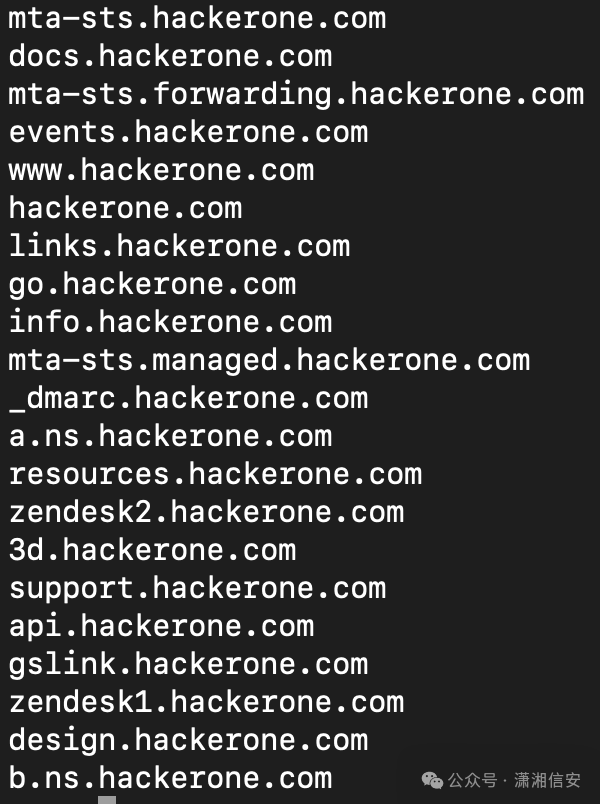 mta-sts.hackerone.com
docs.hackerone.com
mta-sts.forwarding.hackerone.com
events.hackerone.com
www.hackerone.com
hackerone.com
links.hackerone.com
go.hackerone.com
info.hackerone.com
mta-sts.managed.hackerone.com
_dmarc.hackerone.com
a.ns.hackerone.com
resources.hackerone.com
zendesk2.hackerone.com
3d.hackerone.com
support.hackerone.com
api.hackerone.com
gslink.hackerone.com
zendesk1.hackerone.com
design.hackerone.com
b.ns.hackerone.com
公众号 · 潇湘信安